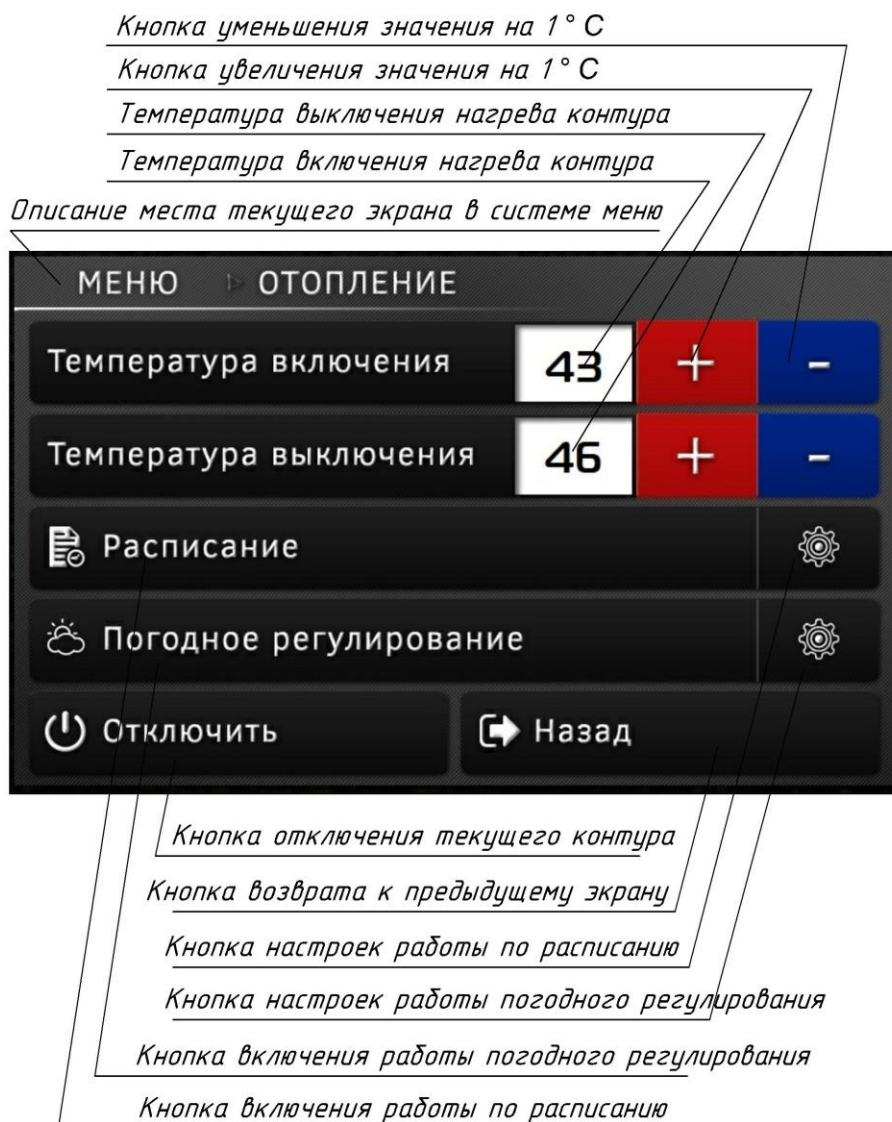 Кнопка уменьшения значения на 1° С
Кнопка увеличения значения на 1° С
Температура выключения нагрева контура
Температура включения нагрева контура
Описание места текущего экрана в системе меню
МЕНЮ ОТОПЛЕНИЕ
Температура включения 43 + -
Температура выключения 46 + -
Расписание
Погодное регулирование
Отключить Назад
Кнопка отключения текущего контура
Кнопка возврата к предыдущему экрану
Кнопка настроек работы по расписанию
Кнопка настроек работы погодного регулирования
Кнопка включения работы погодного регулирования
Кнопка включения работы по расписанию